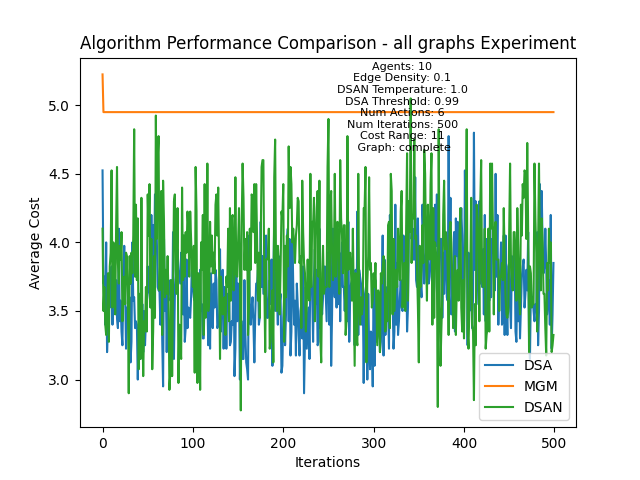 Algorithm Performance Comparison - all graphs Experiment
Agents: 10
Edge Density: 0.1
DSAN Temperature: 1.0
DSA Threshold: 0.99
Num Actions: 6
Num Iterations: 500
Cost Range: 11
Graph: complete
Average Cost
5.0
4.5
4.0
3.5
3.0
DSA
MGM
DSAN
0
100
200
300
400
500
Iterations